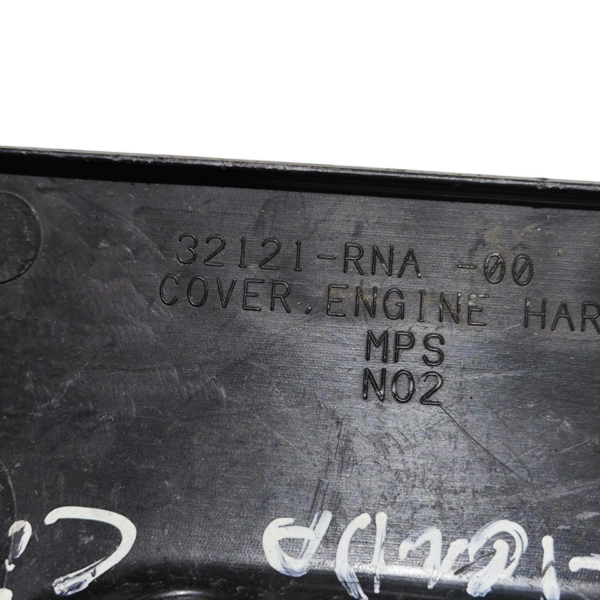 32121-RNA -00
COVER, ENGINE HAR
MPS
N02